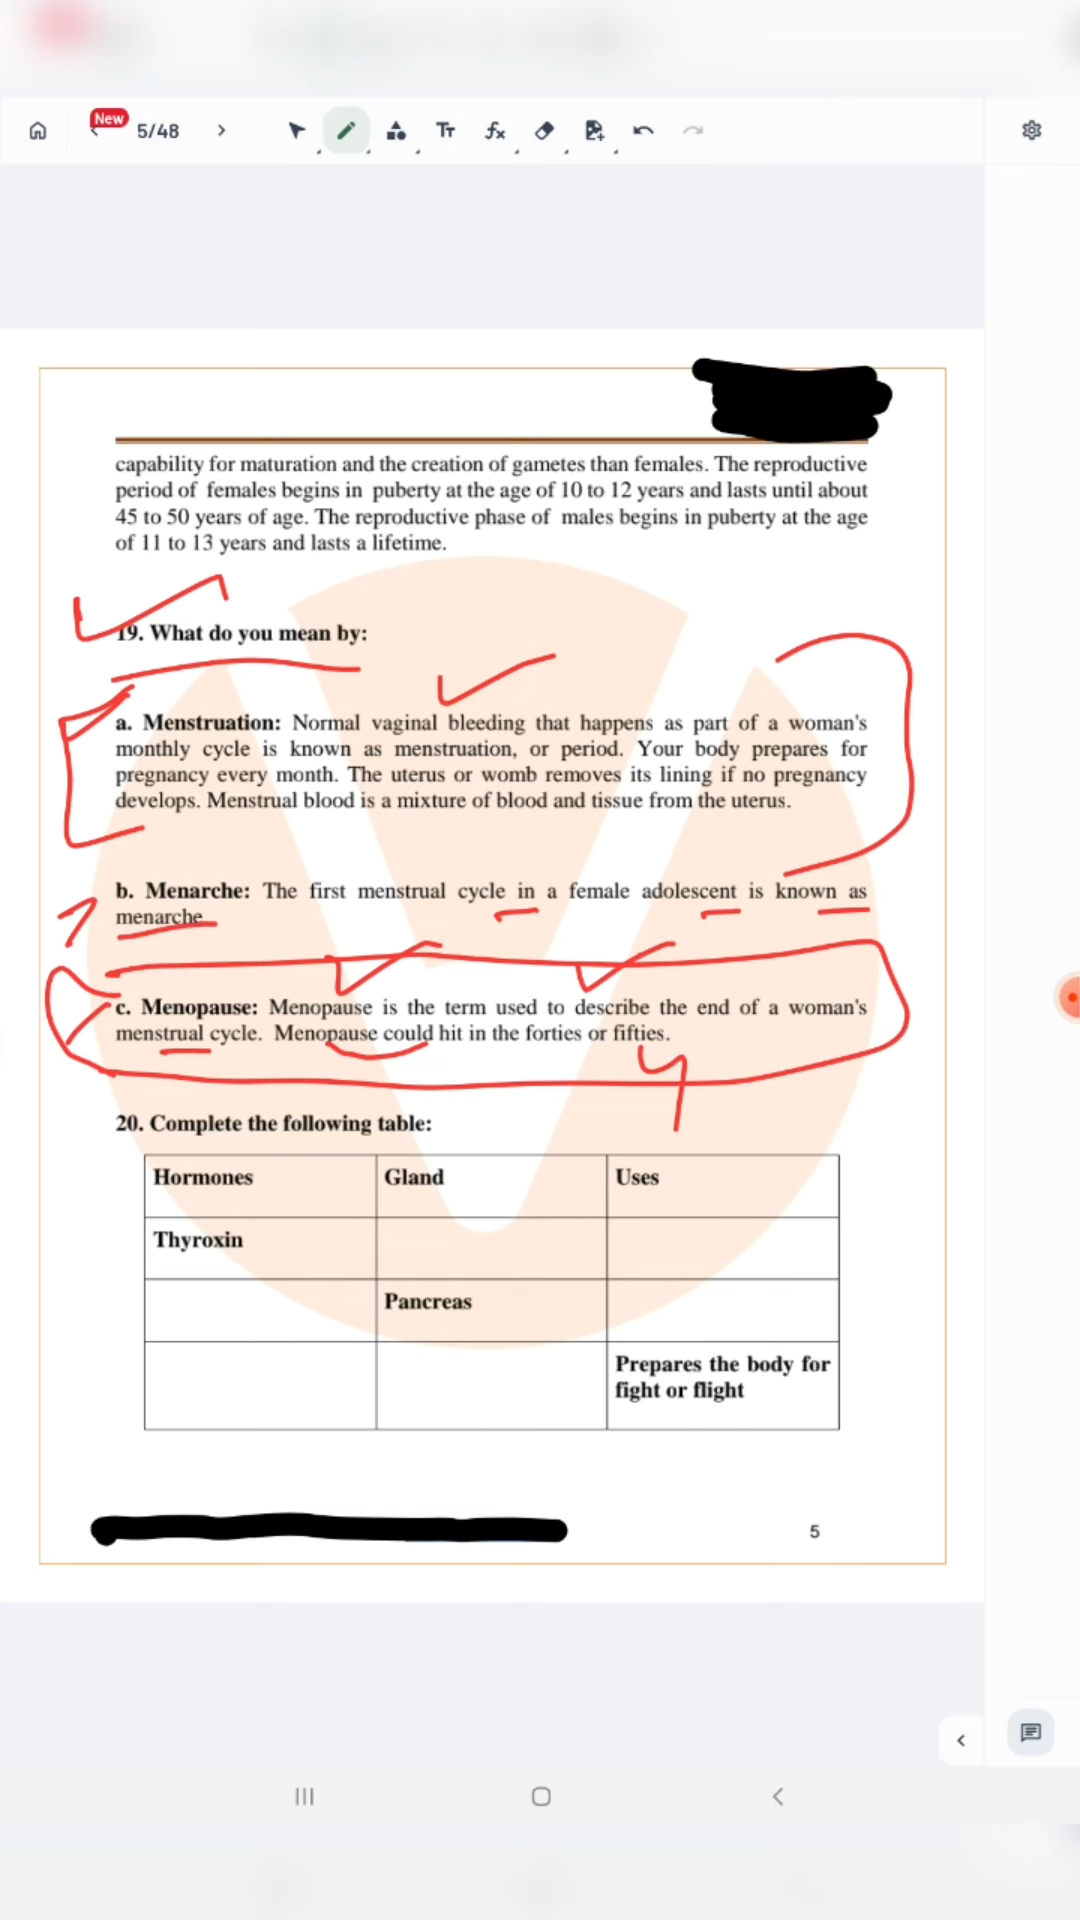 New
5/48
capability for maturation and the creation of gametes than females. The reproductive
period of females begins in puberty at the age of 10 to 12 years and lasts until about
45 to 50 years of age. The reproductive phase of males begins in puberty at the age
of 11 to 13 years and lasts a lifetime.
19. What do you mean by:
a. Menstruation: Normal vaginal bleeding that happens as part of a woman's
monthly cycle is known as menstruation, or period. Your body prepares for
pregnancy every month. The uterus or womb removes its lining if no pregnancy
develops. Menstrual blood is a mixture of blood and tissue from the uterus.
b. Menarche: The first menstrual cycle in a female adolescent is known as
menarche
c. Menopause: Menopause is the term used to describe the end of a woman's
menstrual cycle. Menopause could hit in the forties or fifties.
20. Complete the following table:
Hormones Gland Uses
Thyroxin
Pancreas
Prepares the body for
fight or flight
5